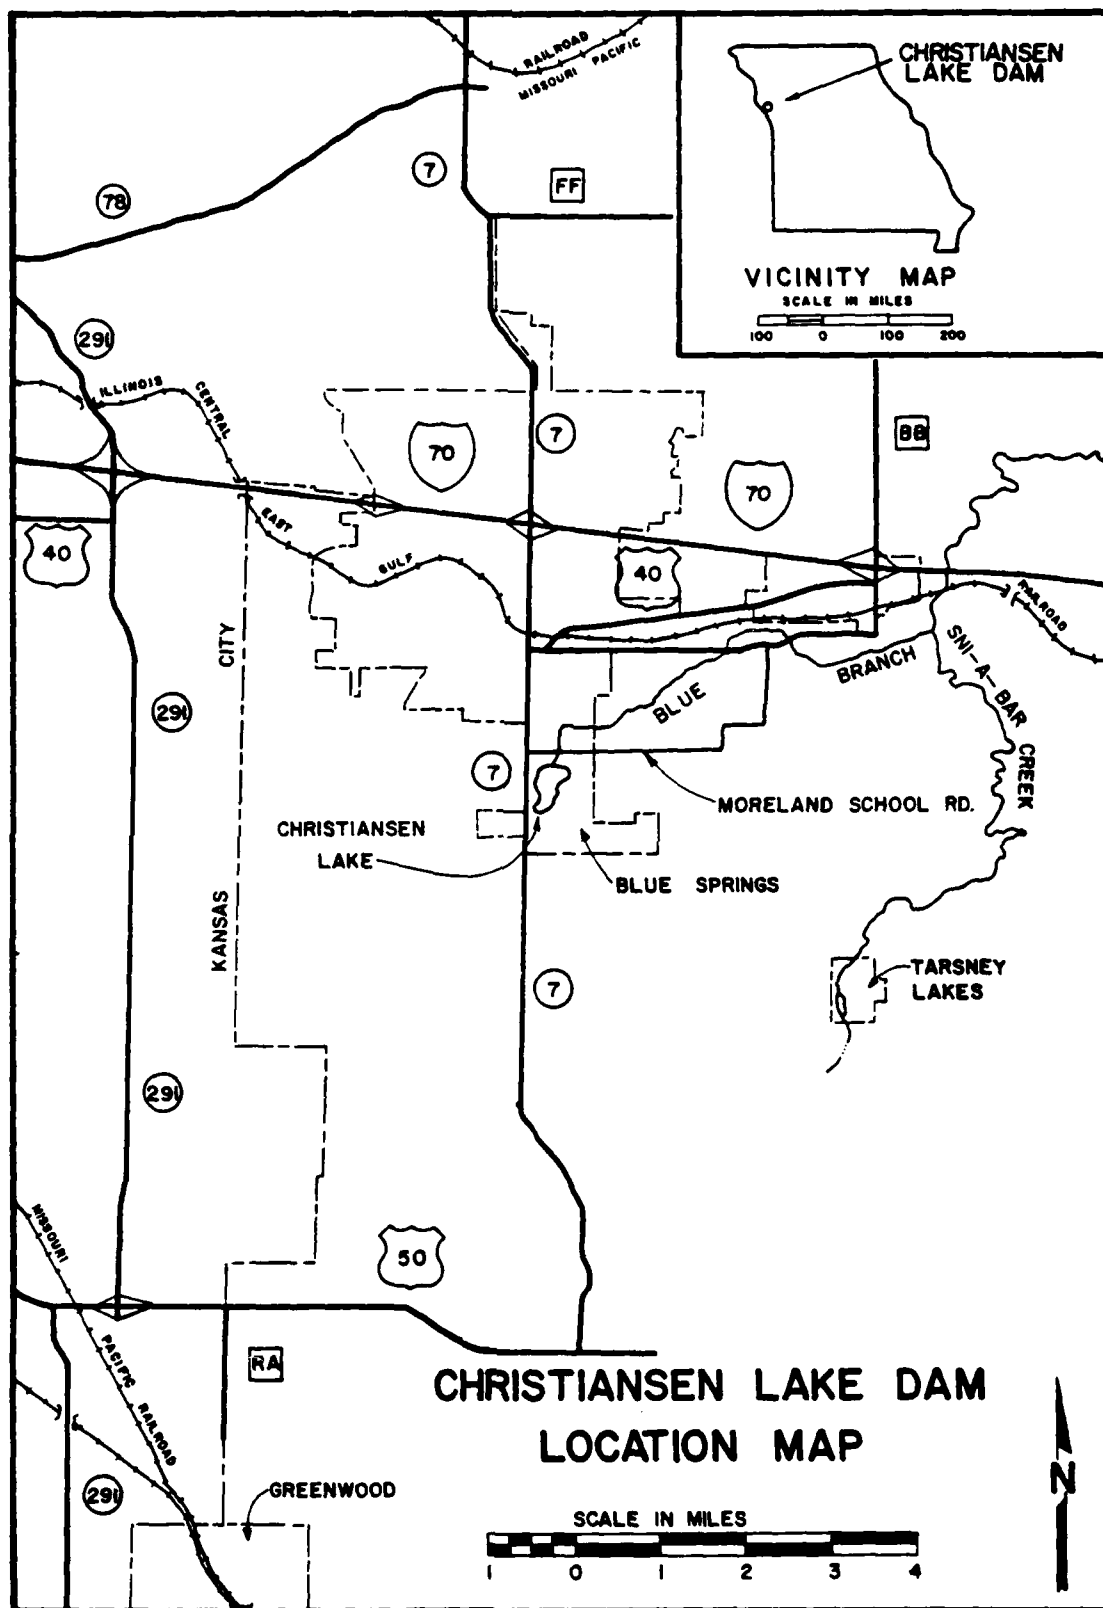 RAILROAD
MISSOURI PACIFIC
CHRISTIANSEN
LAKE DAM
7
FF
78
VICINITY MAP
SCALE IN MILES
100 0 100 200
291
ILLINOIS
CENTRAL
7
BB
70
70
EAST
40
GULF
40
RAILROAD
CITY
SNI-A-BAR CREEK
BRANCH
BLUE
291
7
MORELAND SCHOOL RD.
CHRISTIANSEN
LAKE
BLUE SPRINGS
KANSAS
7
TARSNEY
LAKES
291
MISSOURI
50
PACIFIC RAILROAD
RA
CHRISTIANSEN LAKE DAM
LOCATION MAP
N
291
GREENWOOD
SCALE IN MILES
1 0 1 2 3 4